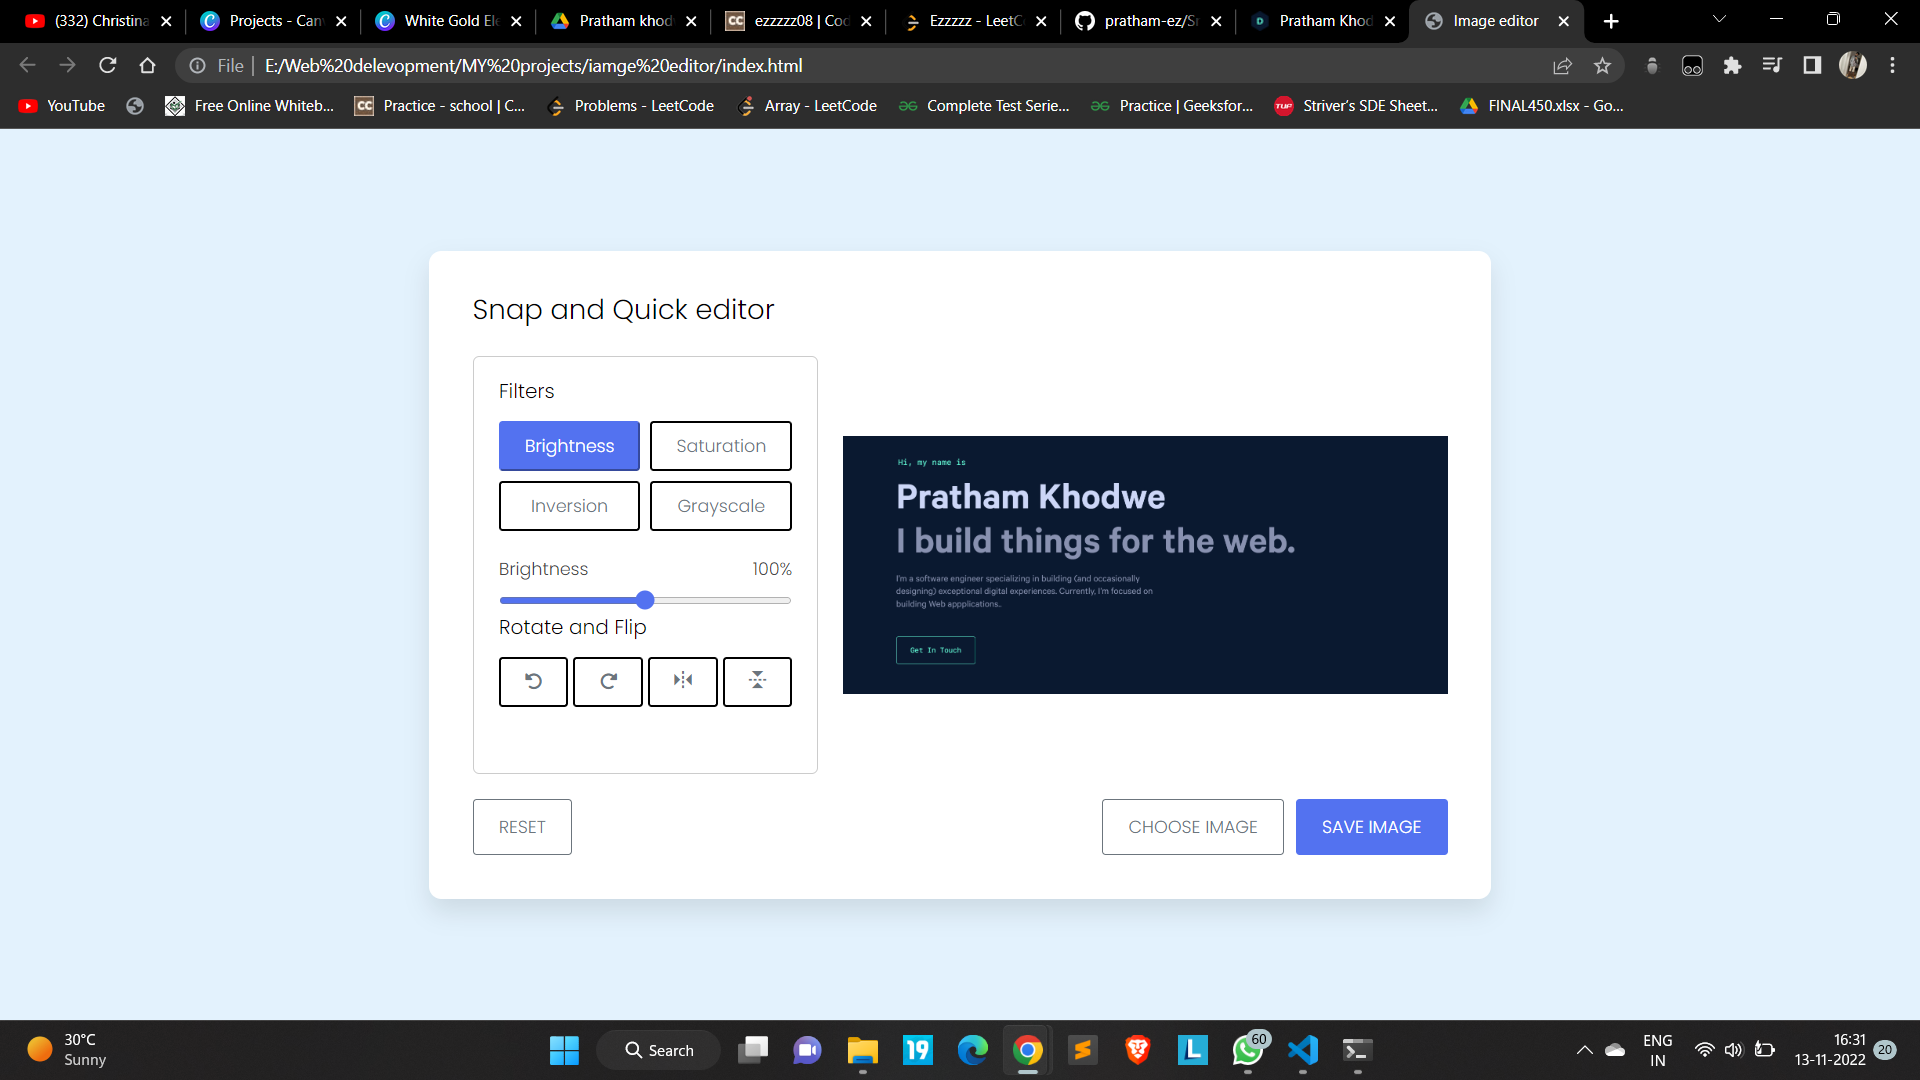 (332) Christina
Projects - Can
White Gold Ele
Pratham khod
ezzzzz08 | Cod
Ezzzzz - LeetC
pratham-ez/Sn
Pratham Khod
Image editor
File
E:/Web%20delevopment/MY%20projects/iamge%20editor/index.html
YouTube
Free Online Whiteb...
Practice - school | C...
Problems - LeetCode
Array - LeetCode
Complete Test Serie...
Practice | Geeksfor...
Striver's SDE Sheet...
FINAL450.xlsx - Go...
Snap and Quick editor
Filters
Brightness
Saturation
Inversion
Grayscale
Brightness 100%
Rotate and Flip
Hi, my name is
Pratham Khodwe
I build things for the web.
I'm a software engineer specializing in building (and occasionally
designing) exceptional digital experiences. Currently, I'm focused on
building Web appplications..
Get In Touch
RESET
CHOOSE IMAGE
SAVE IMAGE
30°C
Sunny
Search
19
60
ENG
IN
16:31
13-11-2022
20